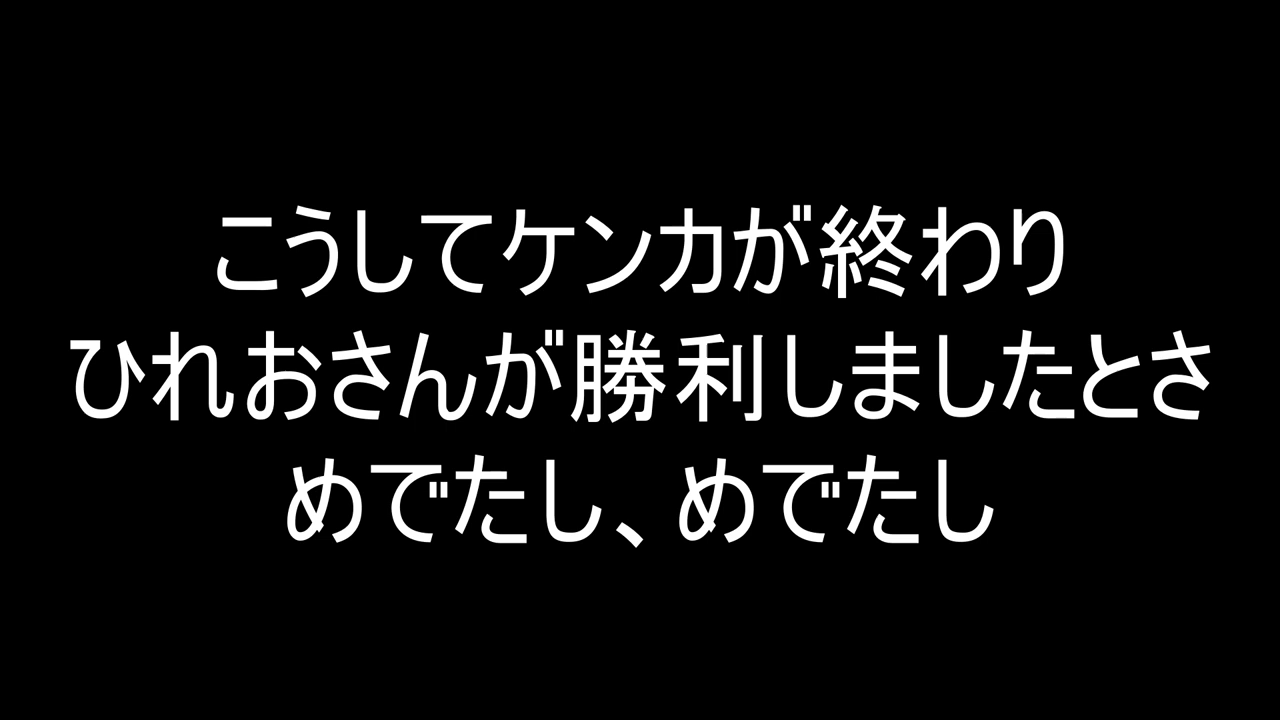 こうしてケンカが終わり
ひれおさんが勝利しましたとさ
めでたし、めでたし